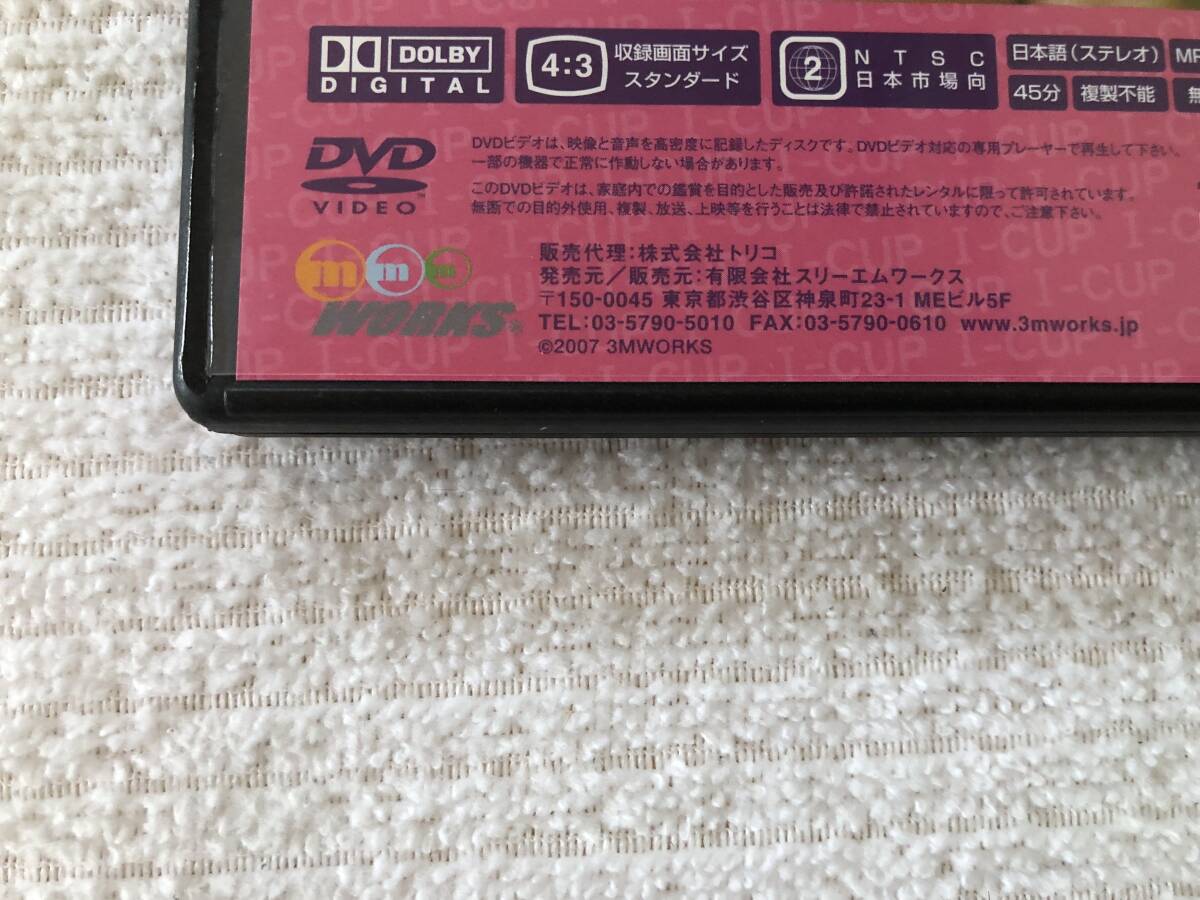 I-CUP I-CUP I-CUP I-CUP
DOLBY
DIGITAL
4:3
収録画面サイズ
スタンダード
2
NTSC
日本市場向
日本語(ステレオ)
45分
複製不能
DVD
VIDEO™
DVDビデオは、映像と音声を高密度に記録したディスクです。DVDビデオ対応の専用プレーヤーで再生して下さい。
一部の機器で正常に作動しない場合があります。
このDVDビデオは、家庭内での鑑賞を目的とした販売及び許諾されたレンタルに限って許可されています。
無断での目的外使用、複製、放送、上映等を行うことは法律で禁止されていますので、ご注意下さい。
mmm
WORKS
販売代理:株式会社トリコ
発売元/販売元:有限会社スリーエムワークス
〒150-0045 東京都渋谷区神泉町23-1 MEビル5F
TEL:03-5790-5010 FAX:03-5790-0610 www.3mworks.jp
©2007 3MWORKS